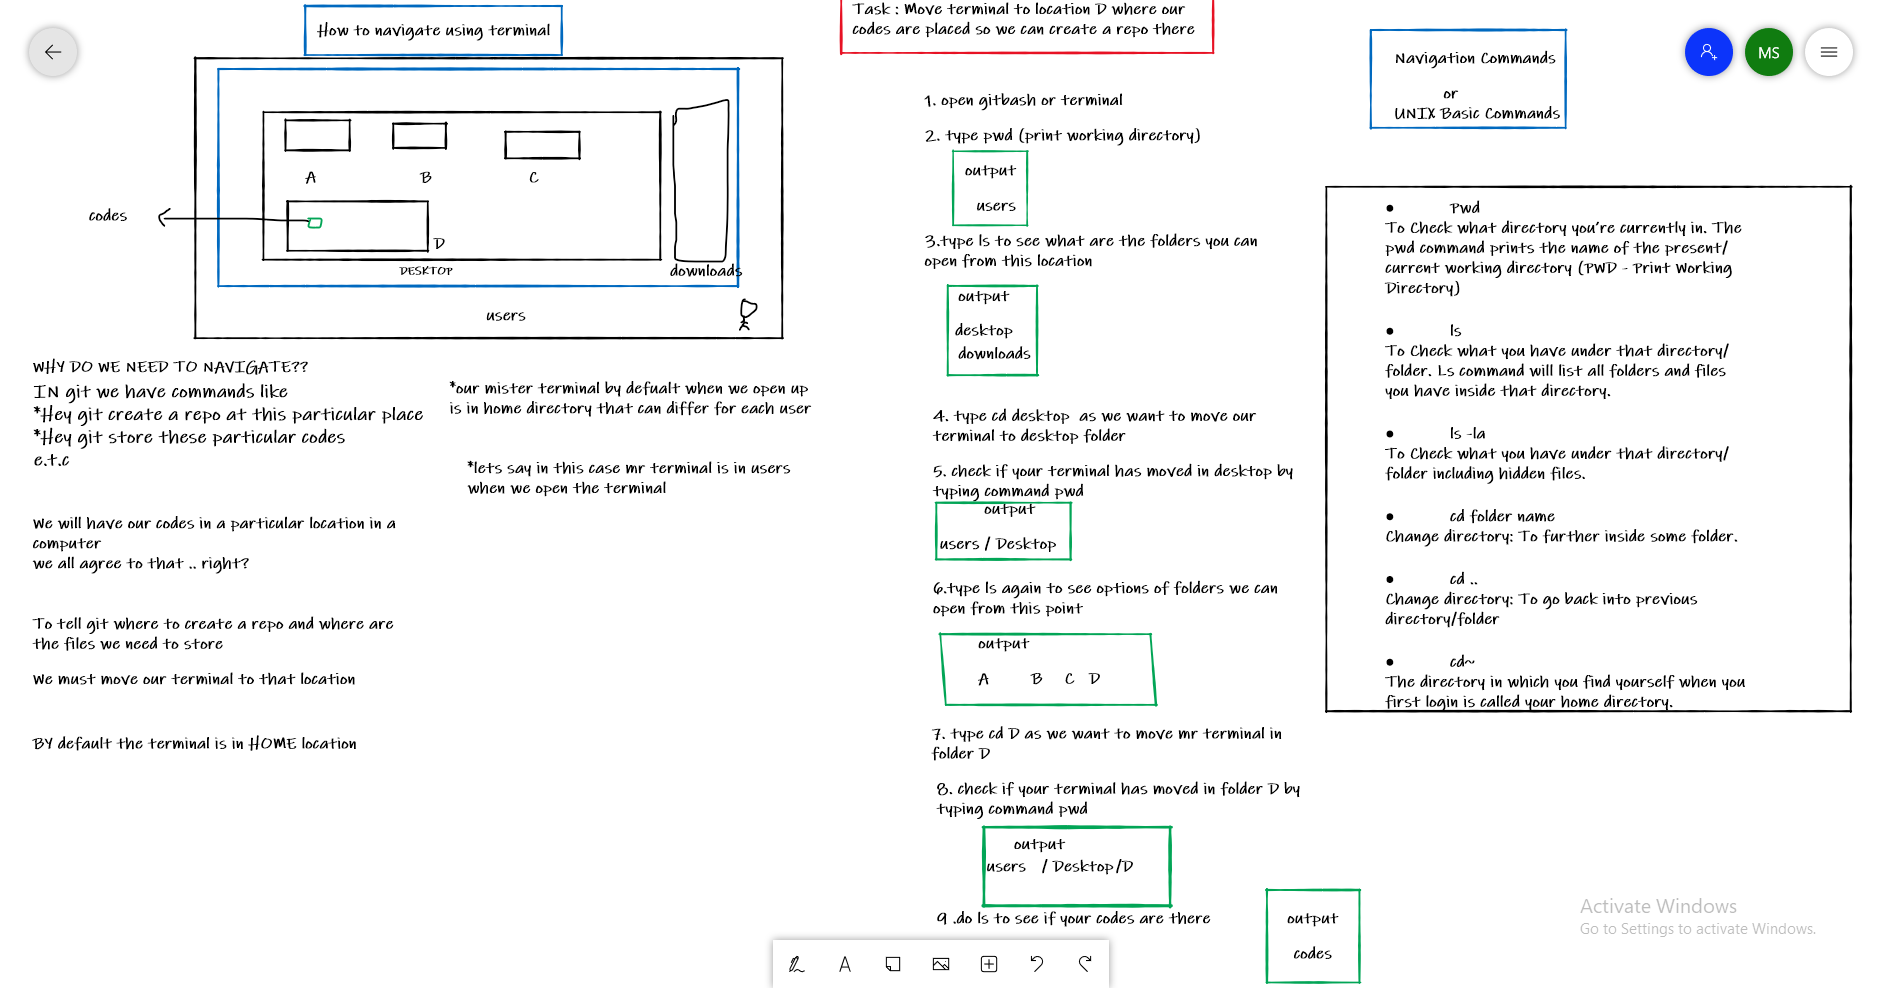 How to navigate using terminal
A
B
C
codes
D
DESKTOP
downloads
users
WHY DO WE NEED TO NAVIGATE??
IN git we have commands like
*Hey git create a repo at this particular place
*Hey git store these particular codes
e.t.c
*our mister terminal by defualt when we open up
is in home directory that can differ for each user
*lets say in this case mr terminal is in users
when we open the terminal
we will have our codes in a particular location in a
computer
we all agree to that .. right?
To tell git where to create a repo and where are
the files we need to store
we must move our terminal to that location
BY default the terminal is in HOME location
Task : Move terminal to location D where our
codes are placed so we can create a repo there
1. open gitbash or terminal
2. type pwd (print working directory)
output
users
3.type ls to see what are the folders you can
open from this location
output
desktop
downloads
4. type cd desktop as we want to move our
terminal to desktop folder
5. check if your terminal has moved in desktop by
typing command pwd
output
users / Desktop
6.type ls again to see options of folders we can
open from this point
output
A B C D
7. type cd D as we want to move mr terminal in
folder D
8. check if your terminal has moved in folder D by
typing command pwd
output
users / Desktop/D
9 .do ls to see if your codes are there
output
codes
Navigation Commands
or
UNIX Basic Commands
MS
● Pwd
To Check what directory you're currently in. The
pwd command prints the name of the present/
current working directory (PWD - Print Working
Directory)
● ls
To Check what you have under that directory/
folder. Ls command will list all folders and files
you have inside that directory.
● ls -la
To Check what you have under that directory/
folder including hidden files.
● cd folder name
Change directory: To further inside some folder.
● cd ..
Change directory: To go back into previous
directory/folder
● cd~
The directory in which you find yourself when you
first login is called your home directory.
Activate Windows
Go to Settings to activate Windows.